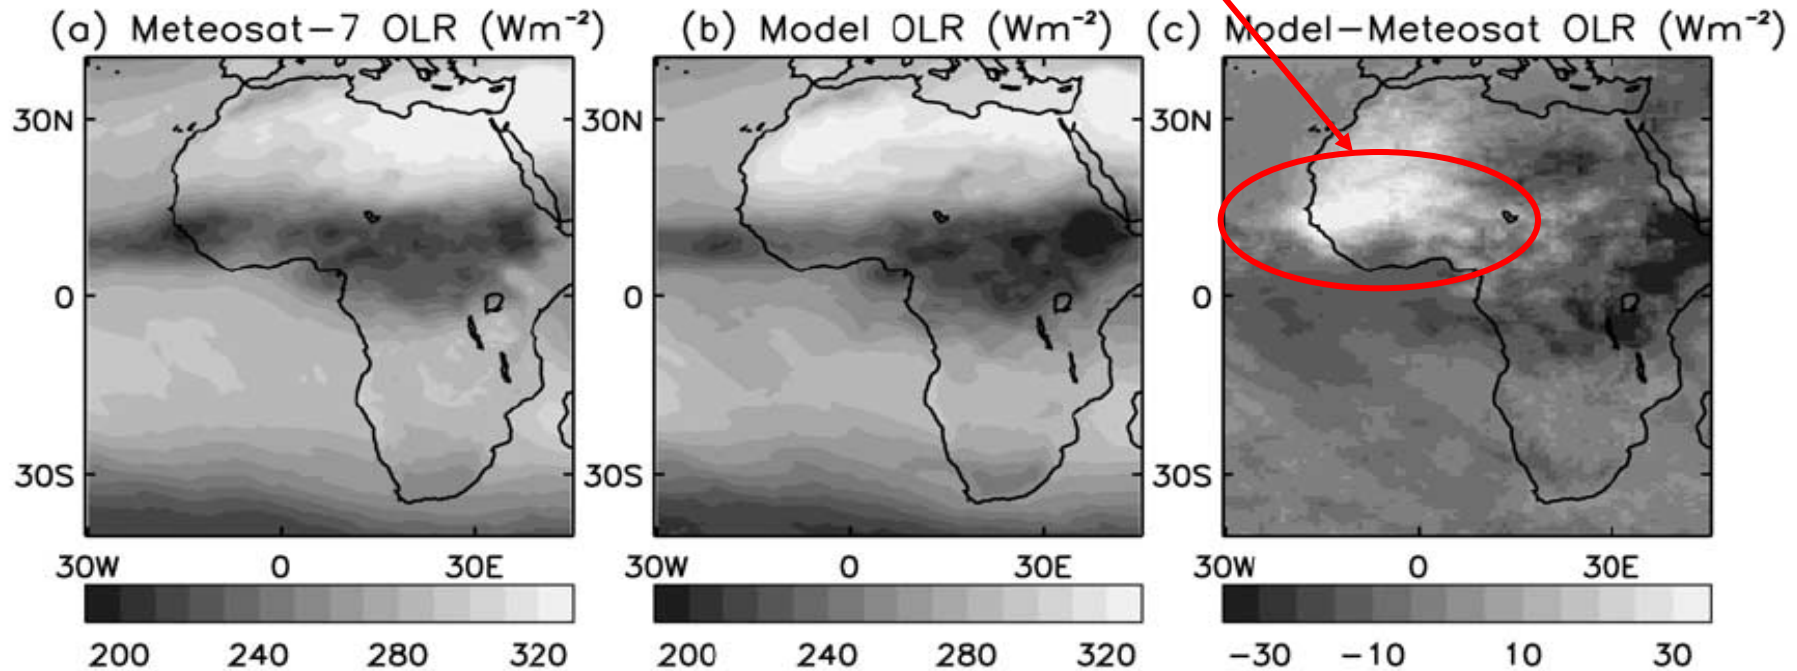 (a) Meteosat-7 OLR (Wm⁻²)
(b) Model OLR (Wm⁻²)
(c) Model-Meteosat OLR (Wm⁻²)
30N
0
30S
30W 0 30E
200 240 280 320
30N
0
30S
30W 0 30E
200 240 280 320
30N
0
30S
30W 0 30E
-30 -10 10 30